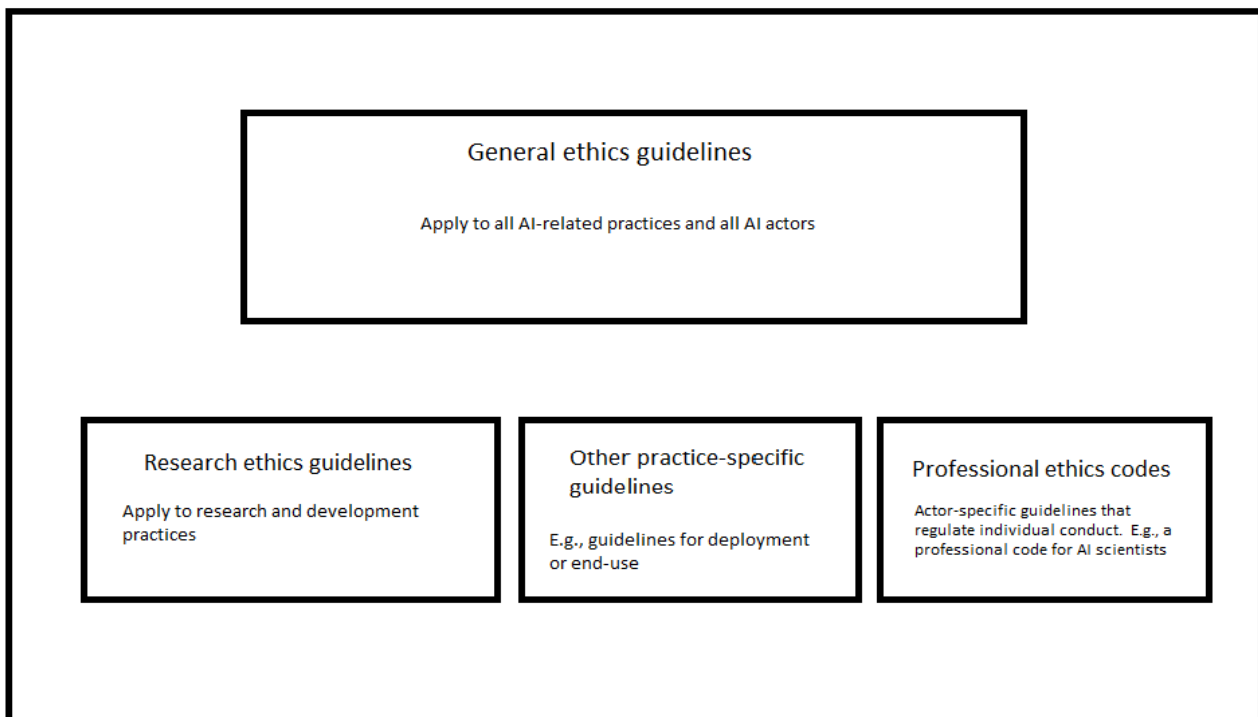 General ethics guidelines
Apply to all AI-related practices and all AI actors
Research ethics guidelines
Apply to research and development
practices
Other practice-specific
guidelines
E.g., guidelines for deployment
or end-use
Professional ethics codes
Actor-specific guidelines that
regulate individual conduct.  E.g., a
professional code for AI scientists